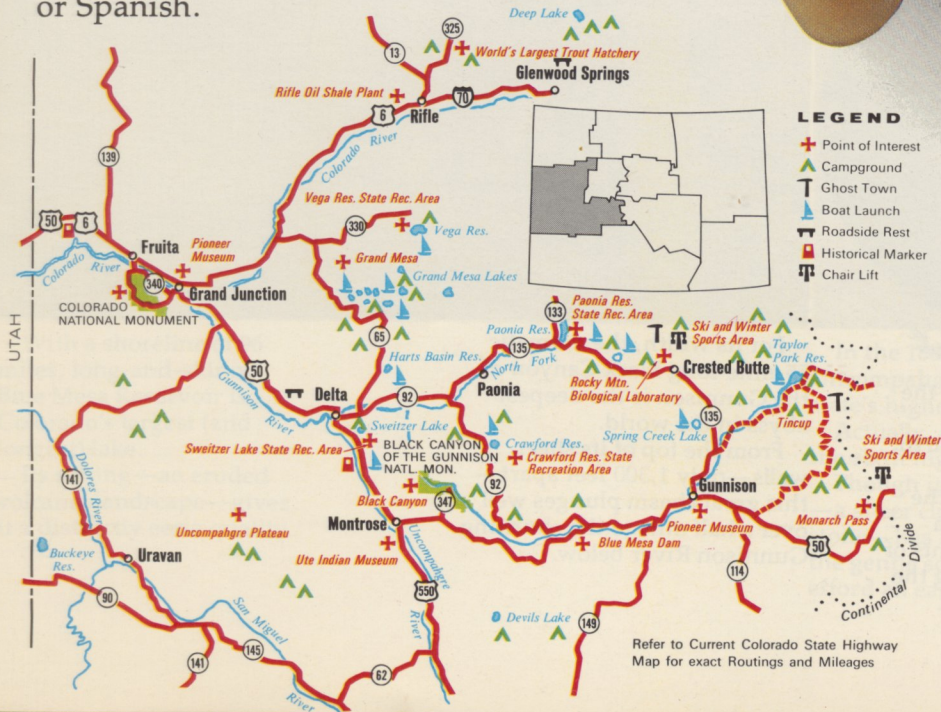 or Spanish.
Deep Lake
325
13
World's Largest Trout Hatchery
Glenwood Springs
Rifle Oil Shale Plant
70
6
Rifle
Colorado River
139
Vega Res. State Rec. Area
330
Vega Res.
50
6
Fruita
Pioneer
Museum
Grand Mesa
Colorado River
340
Grand Mesa Lakes
Grand Junction
COLORADO
NATIONAL MONUMENT
UTAH
LEGEND
Point of Interest
Campground
Ghost Town
Boat Launch
Roadside Rest
Historical Marker
Chair Lift
133
Paonia Res.
State Rec. Area
Paonia Res.
65
135
North Fork
Ski and Winter
Sports Area
Taylor
Park Res.
Harts Basin Res.
50
Crested Butte
Gunnison
River
Delta
92
Paonia
Rocky Mtn.
Biological Laboratory
135
Tincup
Sweitzer Lake
Spring Creek Lake
Sweitzer Lake State Rec. Area
BLACK CANYON
OF THE GUNNISON
NATL. MON.
Crawford Res.
Crawford Res. State
Recreation Area
Ski and Winter
Sports Area
141
Dolores River
92
Black Canyon
347
Gunnison
Montrose
Pioneer Museum
Monarch Pass
Uncompahgre Plateau
Blue Mesa Dam
50
Buckeye
Res.
Uravan
Ute Indian Museum
Uncompahgre
River
114
Continental Divide
90
550
San Miguel
River
Devils Lake
149
141
145
62
Refer to Current Colorado State Highway
Map for exact Routings and Mileages